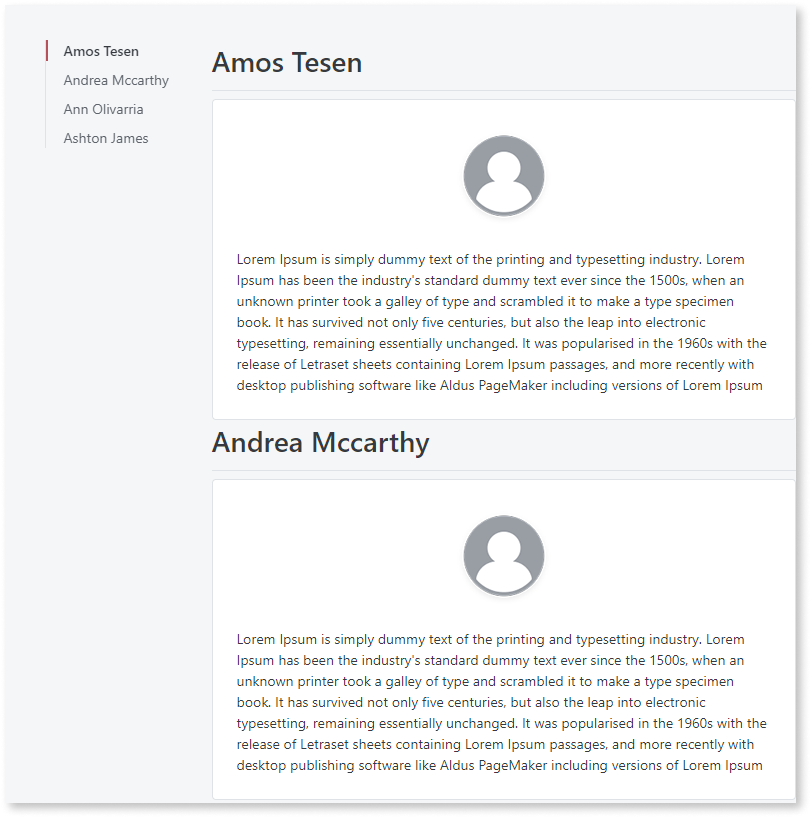 Amos Tesen
Andrea Mccarthy
Ann Olivarria
Ashton James
Amos Tesen
Lorem Ipsum is simply dummy text of the printing and typesetting industry. Lorem
Ipsum has been the industry's standard dummy text ever since the 1500s, when an
unknown printer took a galley of type and scrambled it to make a type specimen
book. It has survived not only five centuries, but also the leap into electronic
typesetting, remaining essentially unchanged. It was popularised in the 1960s with the
release of Letraset sheets containing Lorem Ipsum passages, and more recently with
desktop publishing software like Aldus PageMaker including versions of Lorem Ipsum
Andrea Mccarthy
Lorem Ipsum is simply dummy text of the printing and typesetting industry. Lorem
Ipsum has been the industry's standard dummy text ever since the 1500s, when an
unknown printer took a galley of type and scrambled it to make a type specimen
book. It has survived not only five centuries, but also the leap into electronic
typesetting, remaining essentially unchanged. It was popularised in the 1960s with the
release of Letraset sheets containing Lorem Ipsum passages, and more recently with
desktop publishing software like Aldus PageMaker including versions of Lorem Ipsum